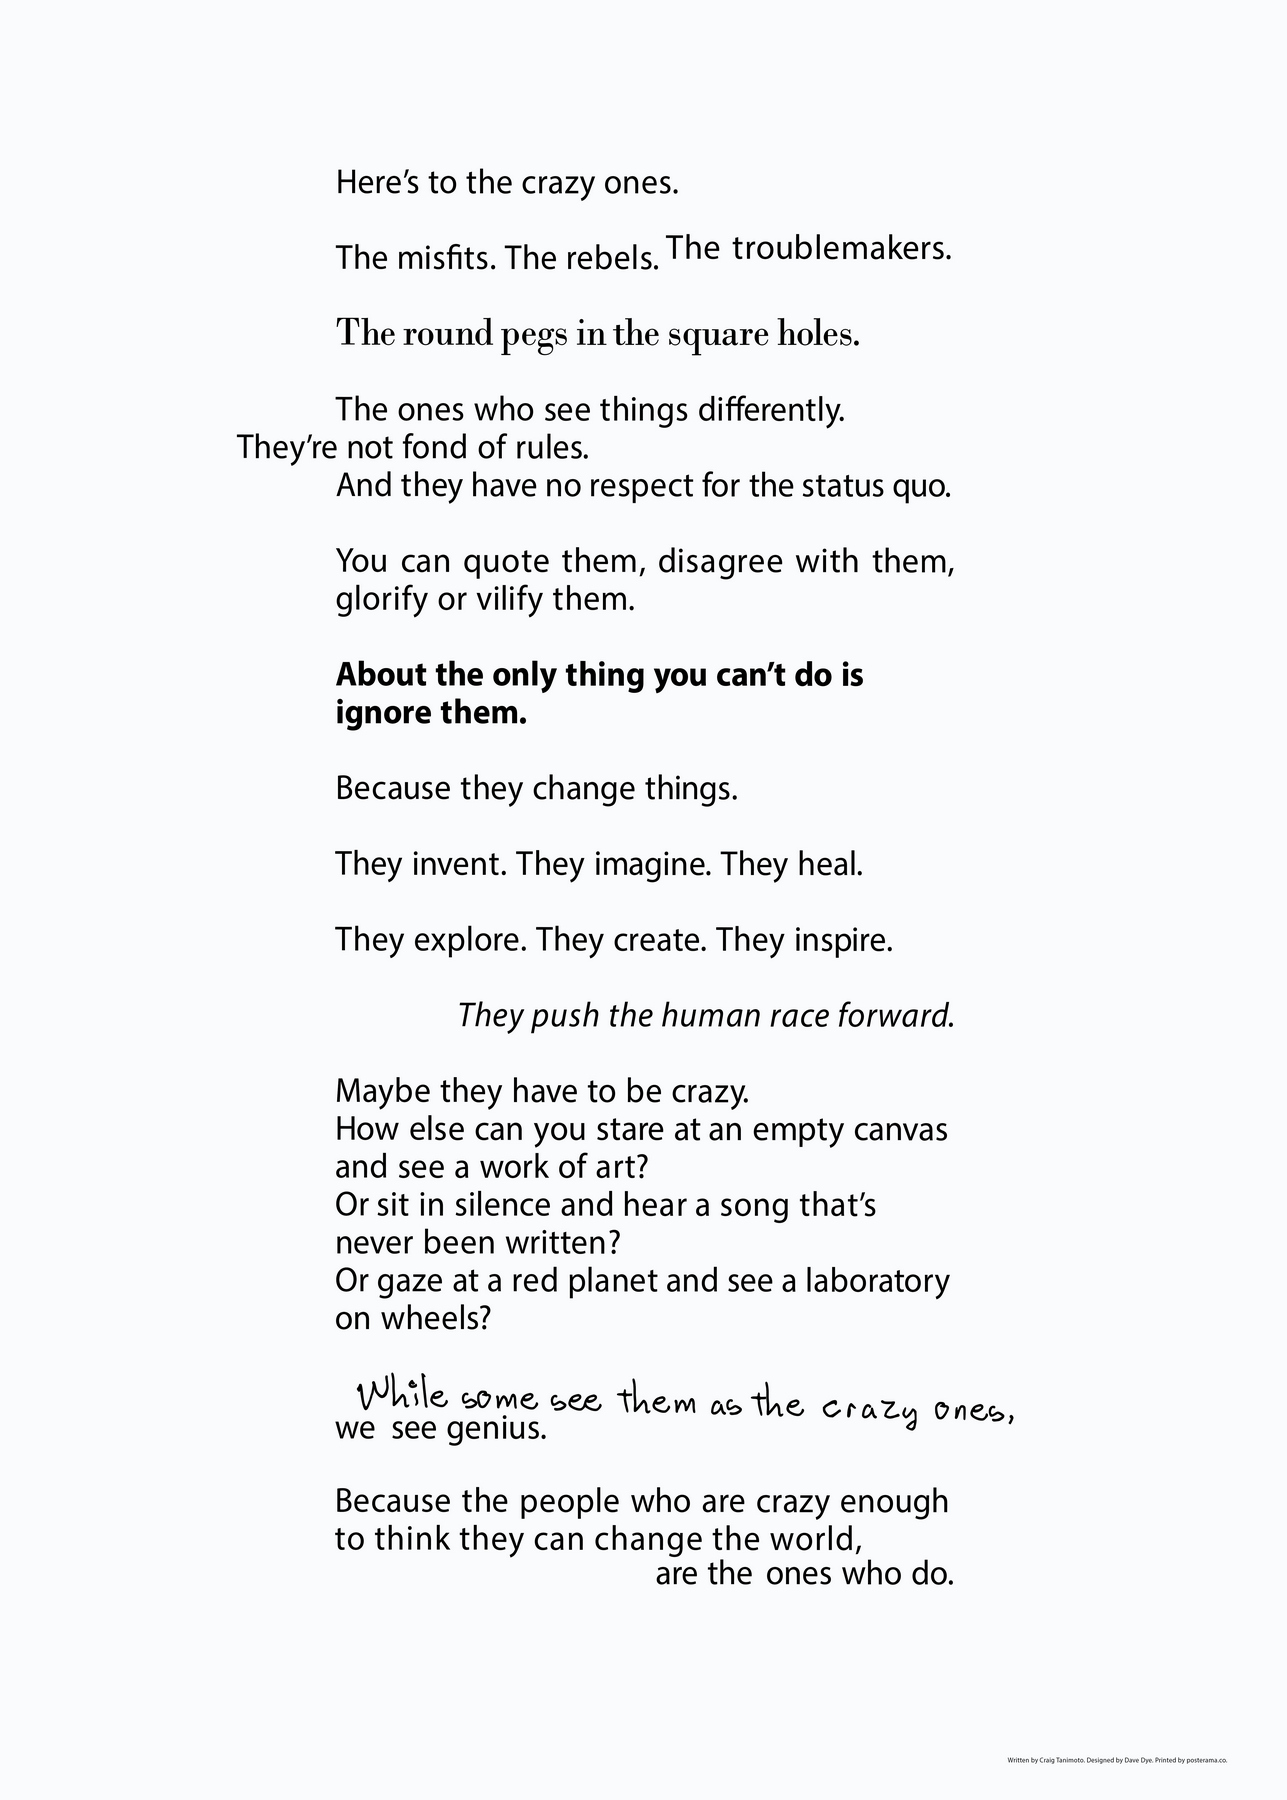 Here’s to the crazy ones.
The misfits. The rebels. The troublemakers.
The round pegs in the square holes.
The ones who see things differently.
They’re not fond of rules.
And they have no respect for the status quo.
You can quote them, disagree with them,
glorify or vilify them.
About the only thing you can’t do is
ignore them.
Because they change things.
They invent. They imagine. They heal.
They explore. They create. They inspire.
They push the human race forward.
Maybe they have to be crazy.
How else can you stare at an empty canvas
and see a work of art?
Or sit in silence and hear a song that’s
never been written?
Or gaze at a red planet and see a laboratory
on wheels?
While some see them as the crazy ones,
we see genius.
Because the people who are crazy enough
to think they can change the world,
are the ones who do.
Written by Craig Tanimoto. Designed by Dave Dye. Printed by posterama.co.